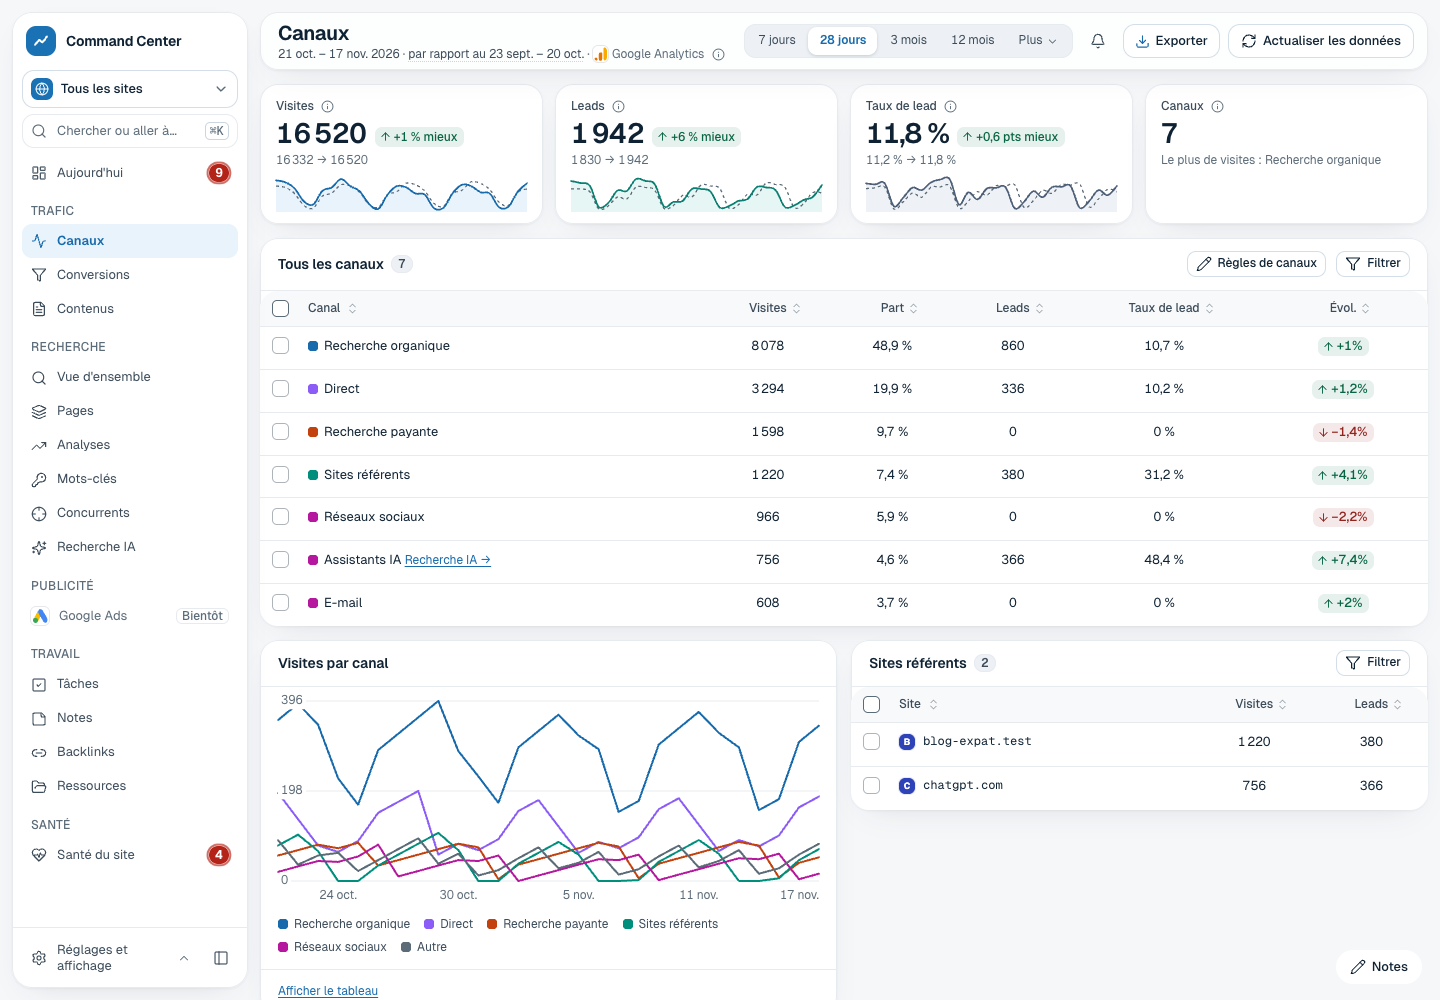 Command Center
Tous les sites
Chercher ou aller à... ⌘K
Aujourd'hui 9
TRAFIC
Canaux
Conversions
Contenus
RECHERCHE
Vue d'ensemble
Pages
Analyses
Mots-clés
Concurrents
Recherche IA
PUBLICITÉ
Google Ads Bientôt
TRAVAIL
Tâches
Notes
Backlinks
Ressources
SANTÉ
Santé du site 4
Réglages et
affichage
Canaux
21 oct. – 17 nov. 2026 · par rapport au 23 sept. – 20 oct. · Google Analytics
7 jours 28 jours 3 mois 12 mois Plus
Exporter
Actualiser les données
Visites
16 520 ↑ +1 % mieux
16 332 → 16 520
Leads
1 942 ↑ +6 % mieux
1 830 → 1 942
Taux de lead
11,8 % ↑ +0,6 pts mieux
11,2 % → 11,8 %
Canaux
7
Le plus de visites : Recherche organique
Tous les canaux 7
Règles de canaux Filtrer
Canal Visites Part Leads Taux de lead Évol.
Recherche organique 8 078 48,9 % 860 10,7 % ↑ +1%
Direct 3 294 19,9 % 336 10,2 % ↑ +1,2%
Recherche payante 1 598 9,7 % 0 0 % ↓ −1,4%
Sites référents 1 220 7,4 % 380 31,2 % ↑ +4,1%
Réseaux sociaux 966 5,9 % 0 0 % ↓ −2,2%
Assistants IA Recherche IA → 756 4,6 % 366 48,4 % ↑ +7,4%
E-mail 608 3,7 % 0 0 % ↑ +2%
Visites par canal
396
198
0
24 oct. 30 oct. 5 nov. 11 nov. 17 nov.
Recherche organique Direct Recherche payante Sites référents
Réseaux sociaux Autre
Afficher le tableau
Sites référents 2
Filtrer
Site Visites Leads
B blog-expat.test 1 220 380
C chatgpt.com 756 366
Notes